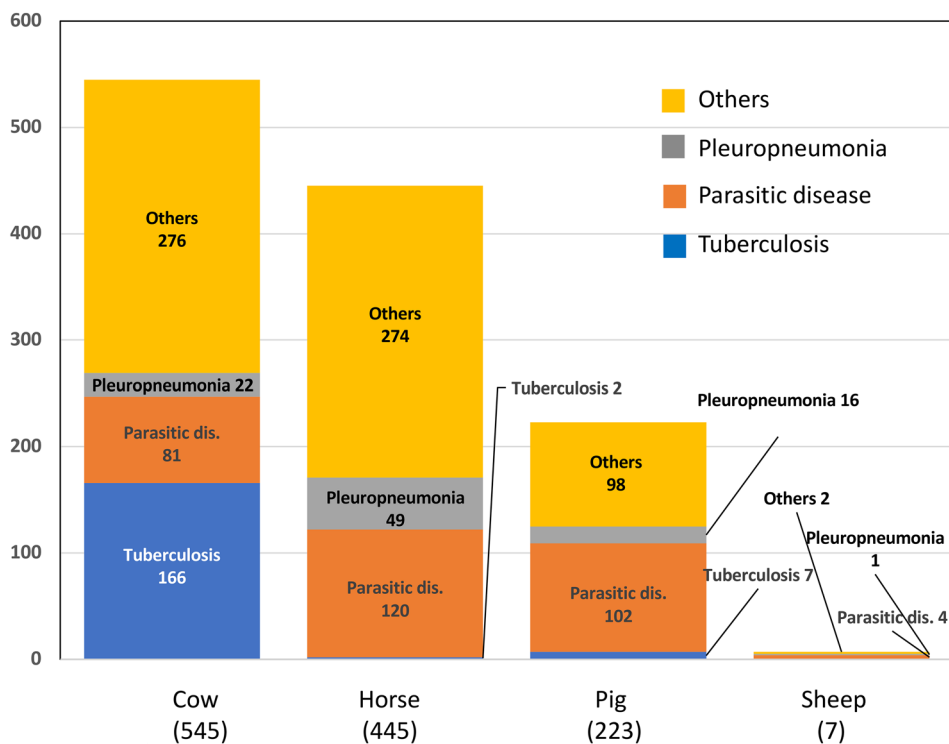 600
500
400
300
200
100
0
Others
Pleuropneumonia
Parasitic disease
Tuberculosis
Others
276
Pleuropneumonia 22
Parasitic dis.
81
Tuberculosis
166
Others
274
Pleuropneumonia
49
Parasitic dis.
120
Tuberculosis 2
Others
98
Pleuropneumonia 16
Parasitic dis.
102
Tuberculosis 7
Others 2
Pleuropneumonia
1
Parasitic dis. 4
Cow
(545)
Horse
(445)
Pig
(223)
Sheep
(7)